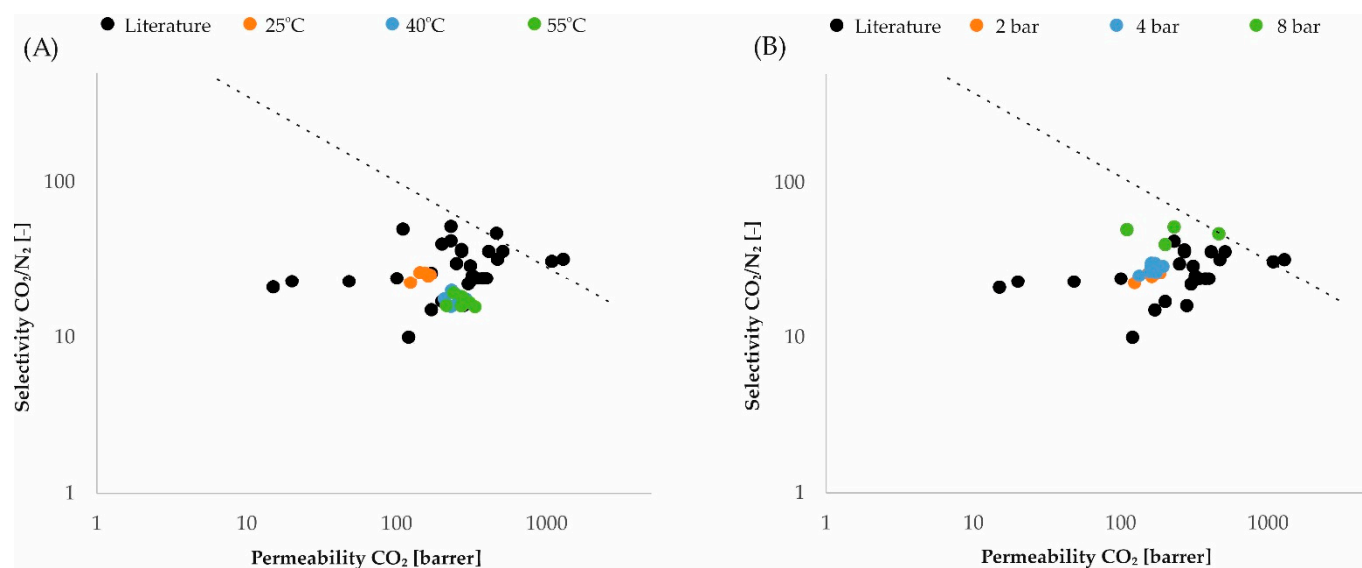 Literature 25°C 40°C 55°C
(A)
Selectivity CO₂/N₂ [-]
100
10
1
1 10 100 1000
Permeability CO₂ [barrer]
Literature 2 bar 4 bar 8 bar
(B)
Selectivity CO₂/N₂ [-]
100
10
1
1 10 100 1000
Permeability CO₂ [barrer]